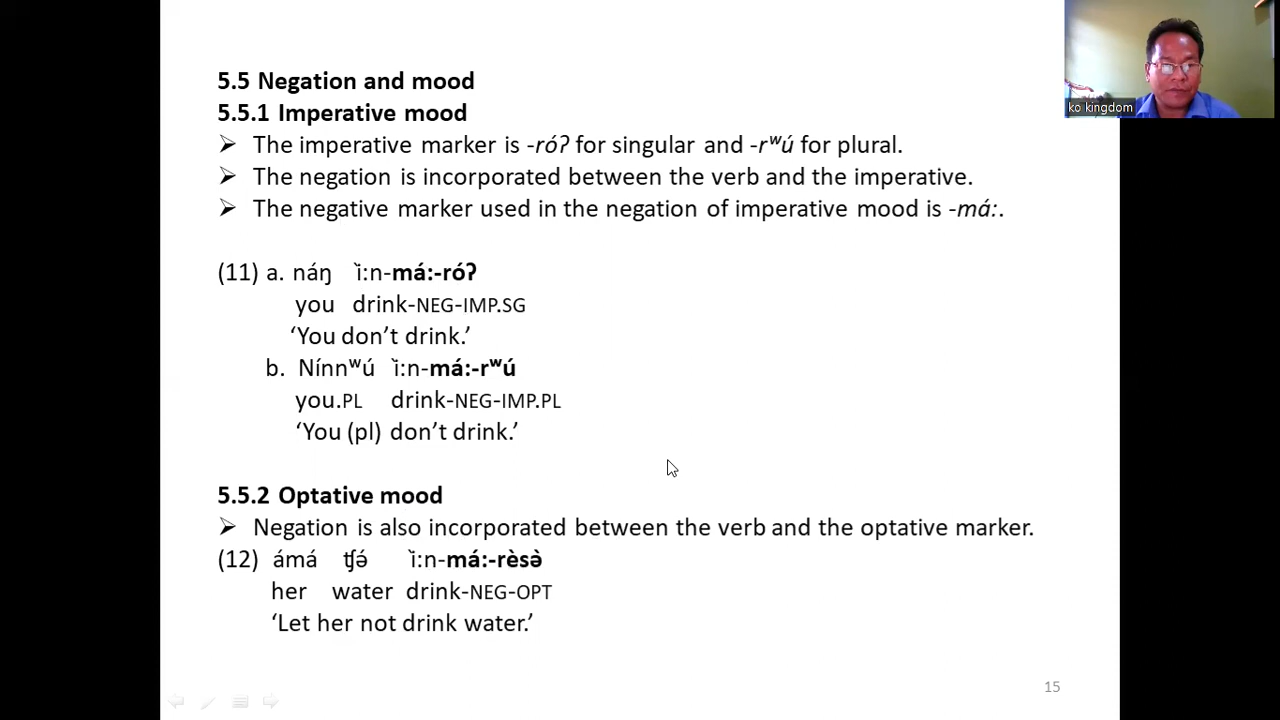 5.5 Negation and mood
5.5.1 Imperative mood
➢ The imperative marker is -róʔ for singular and -rʷú for plural.
➢ The negation is incorporated between the verb and the imperative.
➢ The negative marker used in the negation of imperative mood is -má:.
(11) a. náŋ ìːn-má:-róʔ
you drink-NEG-IMP.SG
‘You don’t drink.’
b. Nínnʷú ìːn-má:-rʷú
you.PL drink-NEG-IMP.PL
‘You (pl) don’t drink.’
5.5.2 Optative mood
➢ Negation is also incorporated between the verb and the optative marker.
(12) ámá ʧə́ ìːn-má:-rèsə̀
her water drink-NEG-OPT
‘Let her not drink water.’
15
ko kingdom